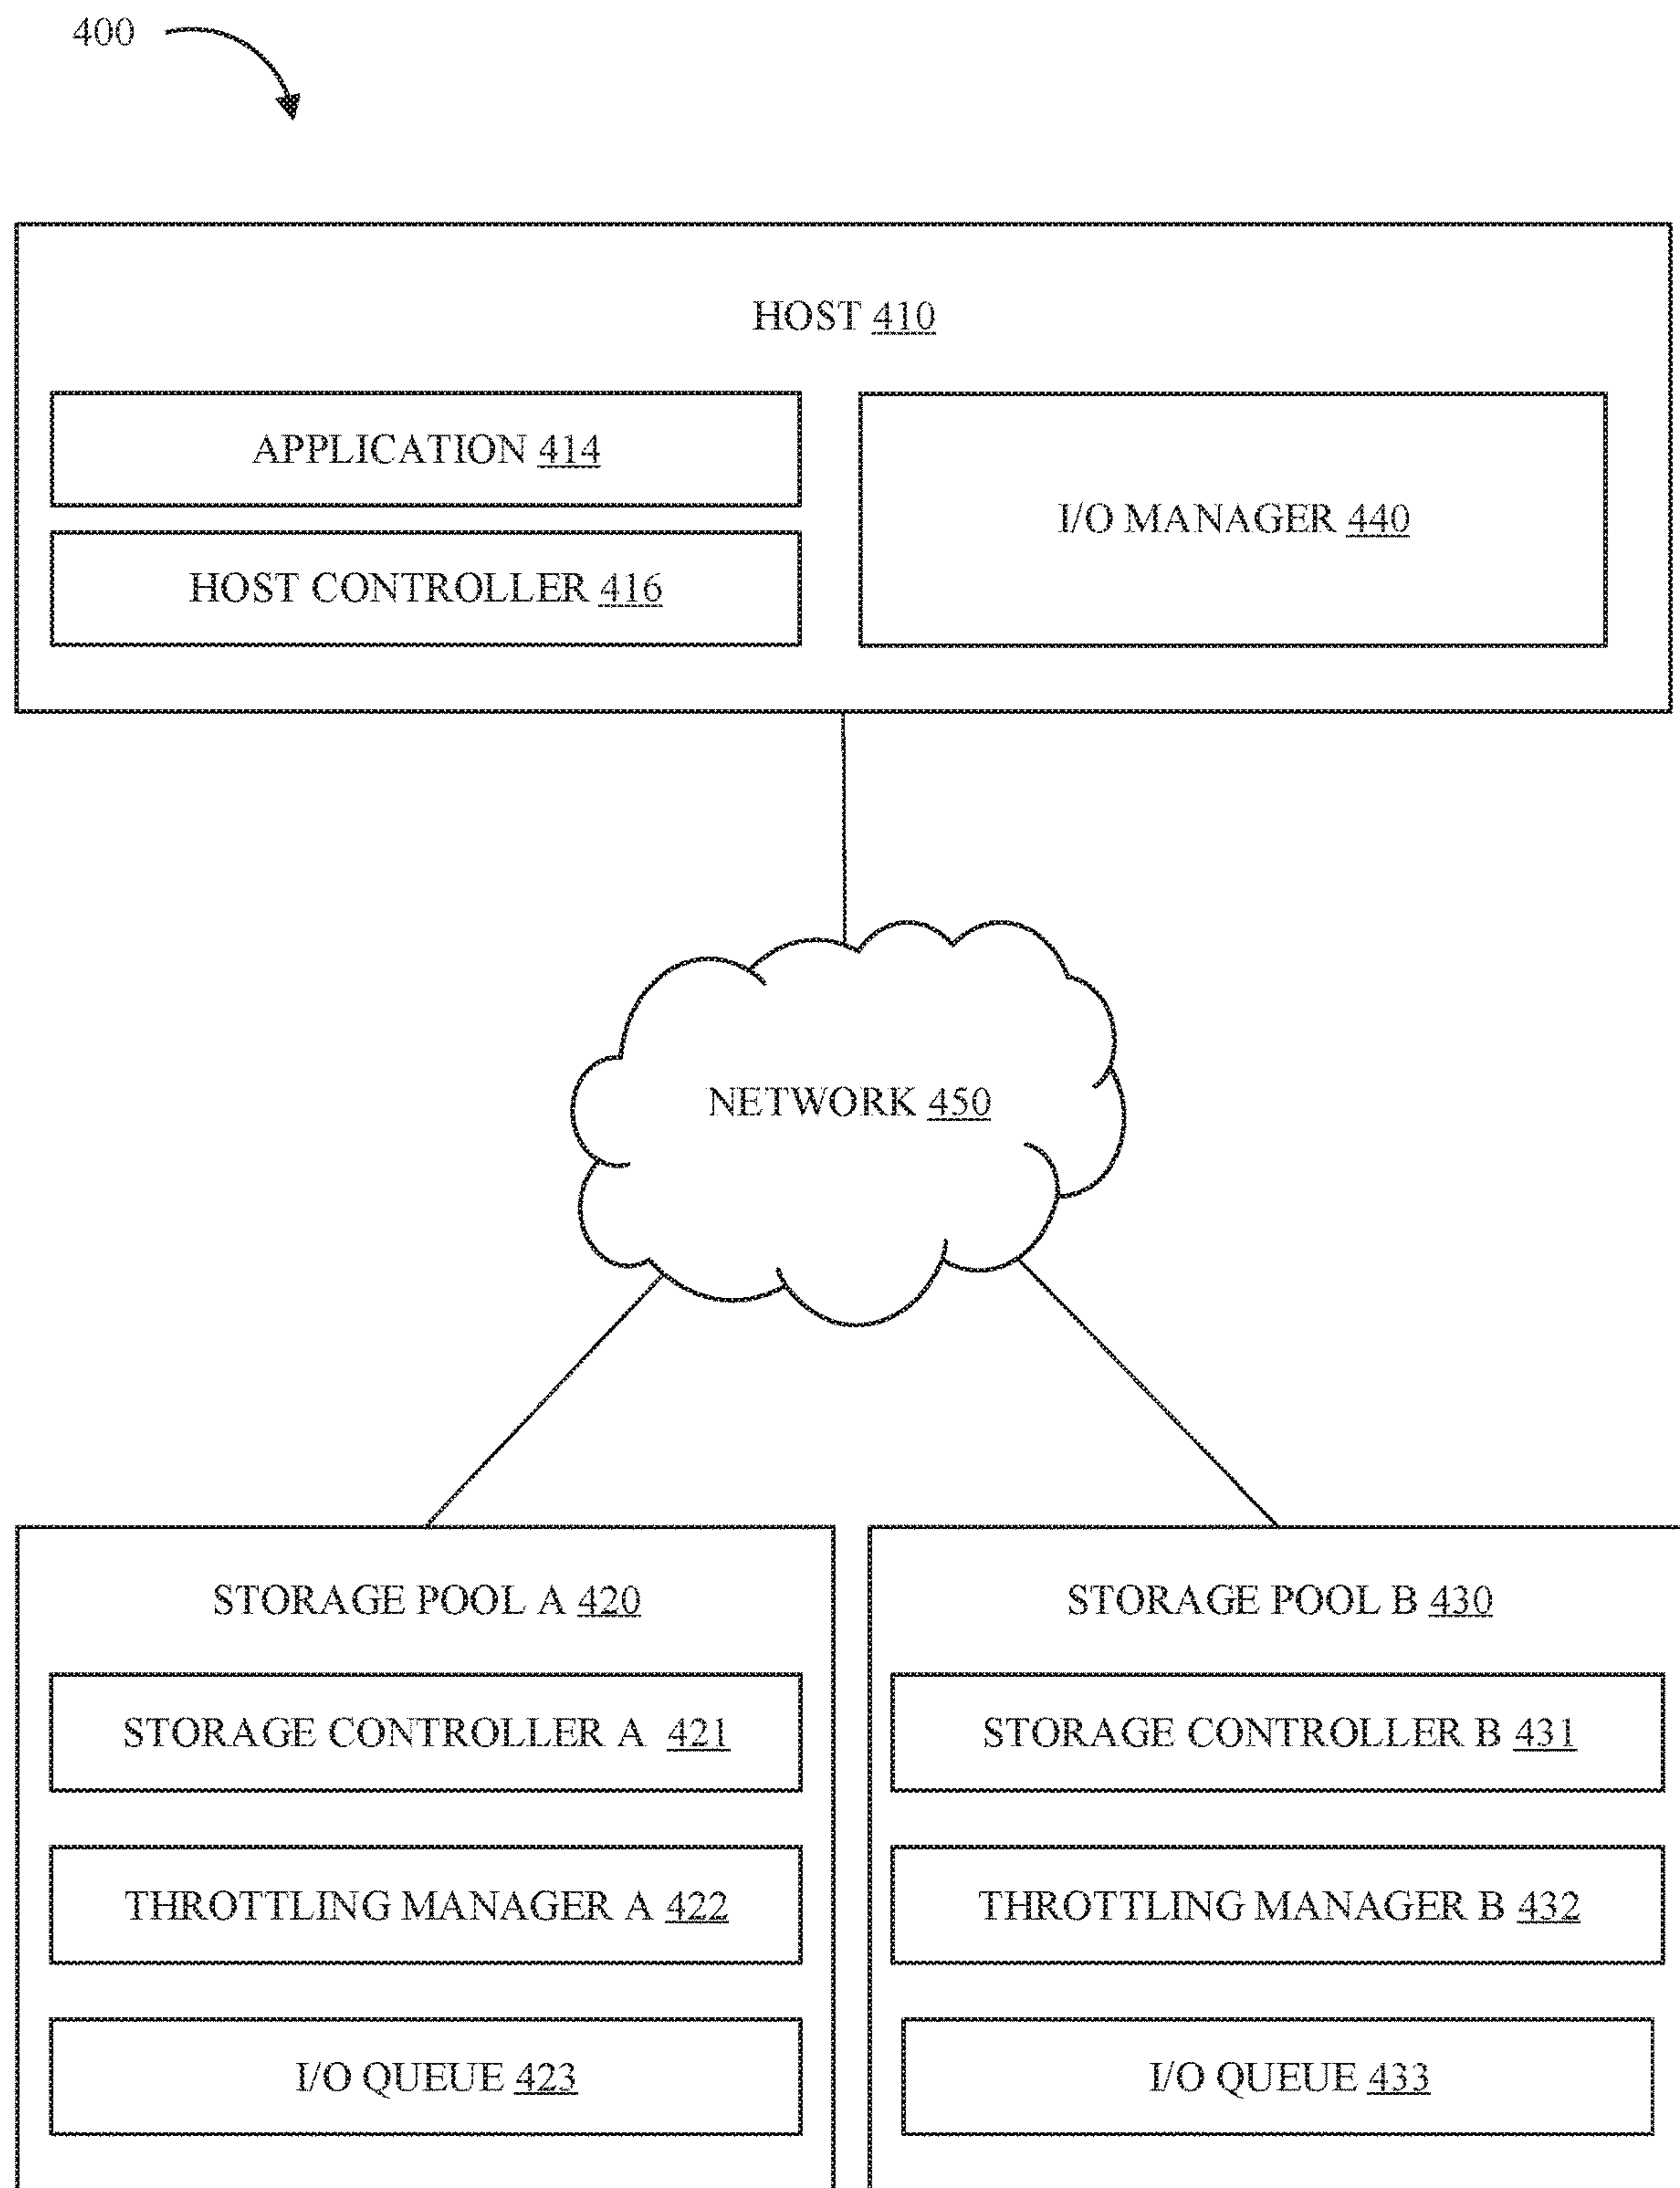 400
HOST 410
APPLICATION 414
HOST CONTROLLER 416
I/O MANAGER 440
NETWORK 450
STORAGE POOL A 420
STORAGE CONTROLLER A 421
THROTTLING MANAGER A 422
I/O QUEUE 423
STORAGE POOL B 430
STORAGE CONTROLLER B 431
THROTTLING MANAGER B 432
I/O QUEUE 433